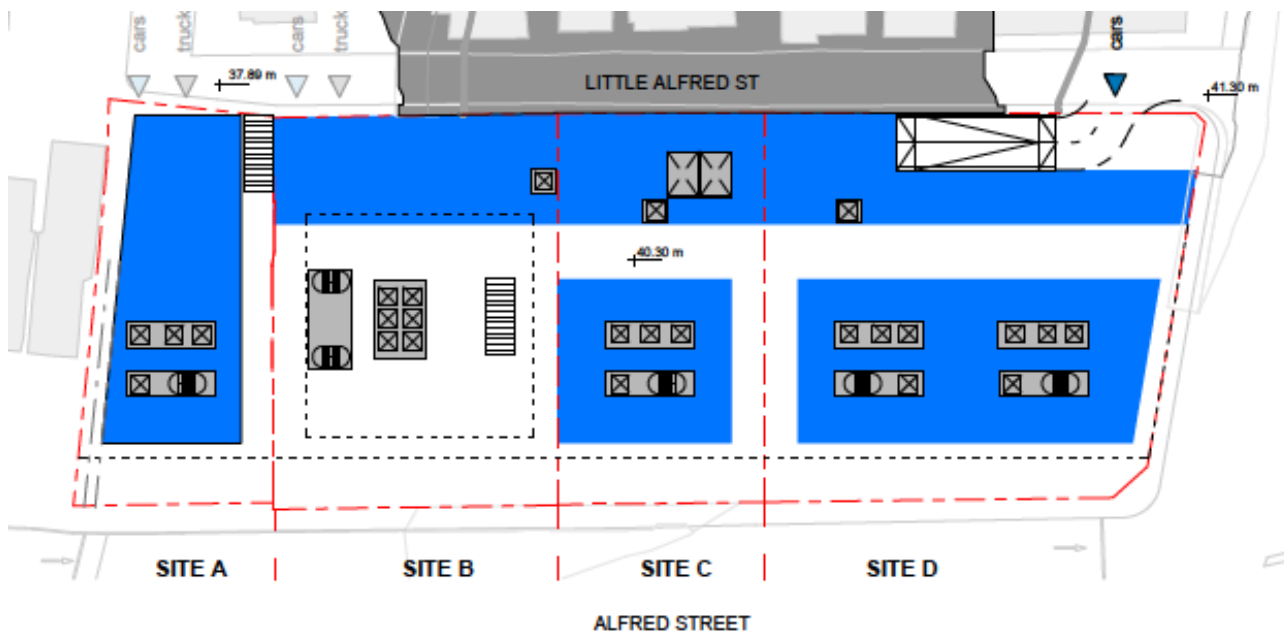 cars
truck
cars
truck
cars
37.89 m
LITTLE ALFRED ST
41.30 m
40.30 m
SITE A
SITE B
SITE C
SITE D
ALFRED STREET